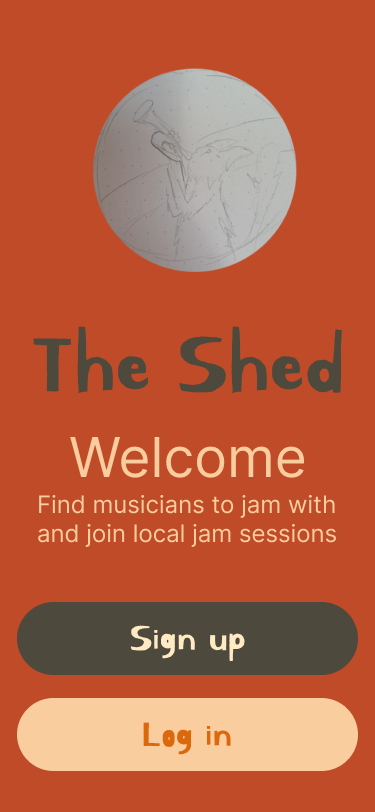 The Shed
Welcome
Find musicians to jam with
and join local jam sessions
Sign up
Log in